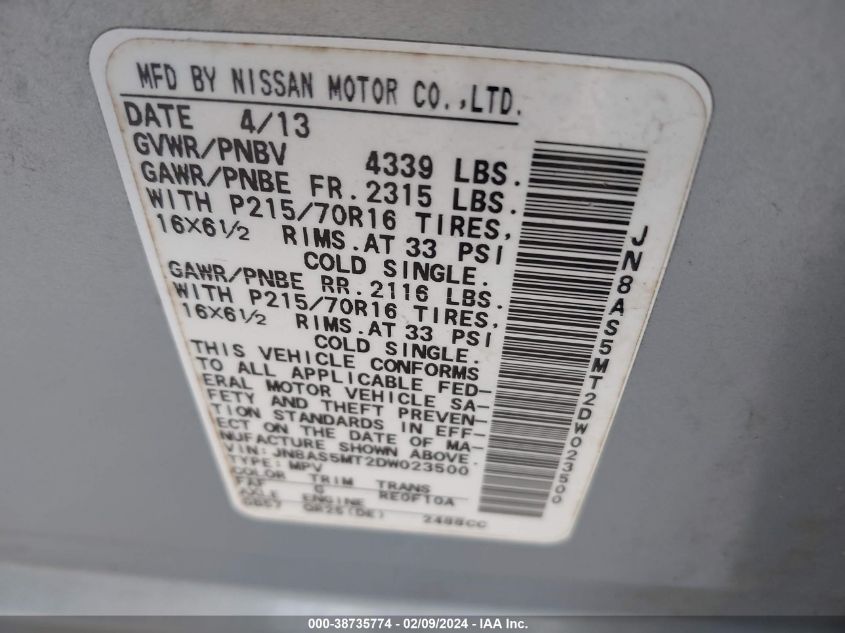 MFD BY NISSAN MOTOR CO.,LTD.
DATE 4/13
GVWR/PNBV 4339 LBS.
GAWR/PNBE FR.2315 LBS.
WITH P215/70R16 TIRES,
16X6½ RIMS.AT 33 PSI
COLD SINGLE.
GAWR/PNBE RR.2116 LBS.
WITH P215/70R16 TIRES,
16X6½ RIMS.AT 33 PSI
COLD SINGLE.
THIS VEHICLE CONFORMS
TO ALL APPLICABLE FED-
ERAL MOTOR VEHICLE SA-
FETY AND THEFT PREVEN-
TION STANDARDS IN EFF-
ECT ON THE DATE OF MA-
NUFACTURE SHOWN ABOVE.
VIN: JN8AS5MT2DW023500
TYPE: MPV
COLOR TRIM TRANS
FAF G RE0F10A
AXLE ENGINE
GB57 QR25(DE) 2488CC
JN8AS5MT2DW023500
000-38735774 - 02/09/2024 - IAA Inc.